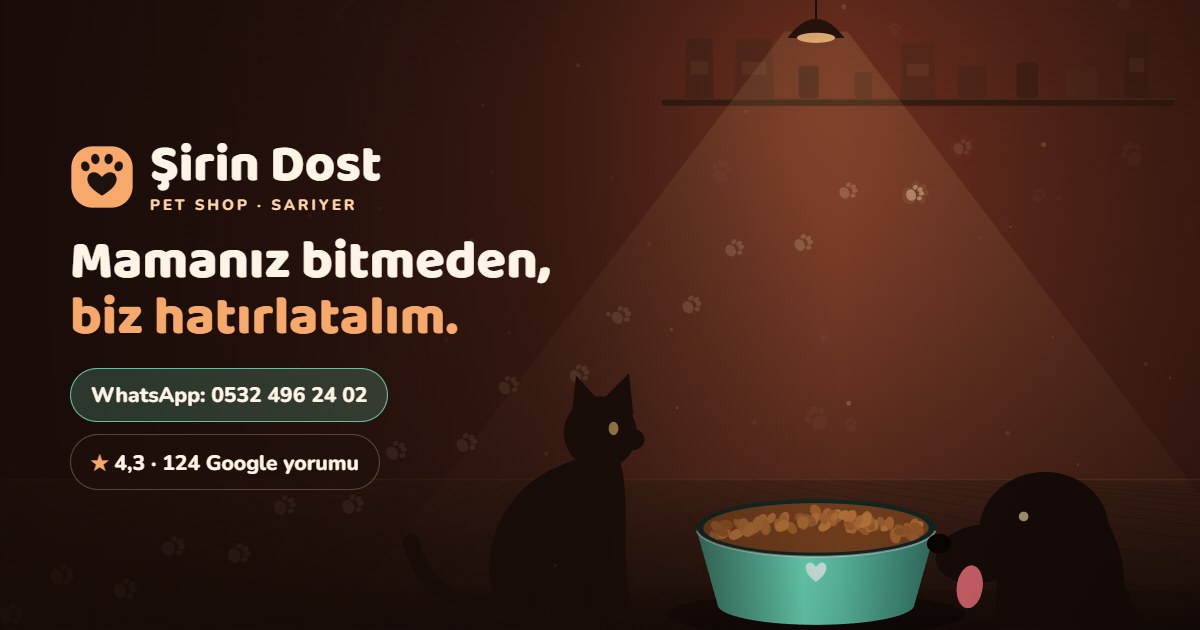 Şirin Dost
PET SHOP · SARIYER
Mamanız bitmeden,
biz hatırlatalım.
WhatsApp: 0532 496 24 02
★ 4,3 · 124 Google yorumu